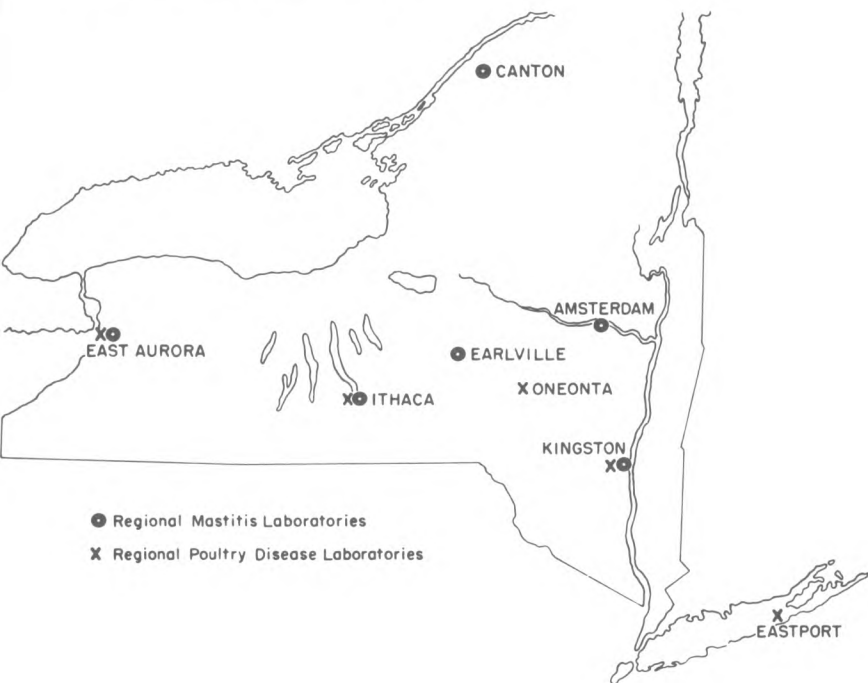 CANTON
AMSTERDAM
EAST AURORA
EARLVILLE
ITHACA
ONEONTA
KINGSTON
Regional Mastitis Laboratories
X Regional Poultry Disease Laboratories
EASTPORT